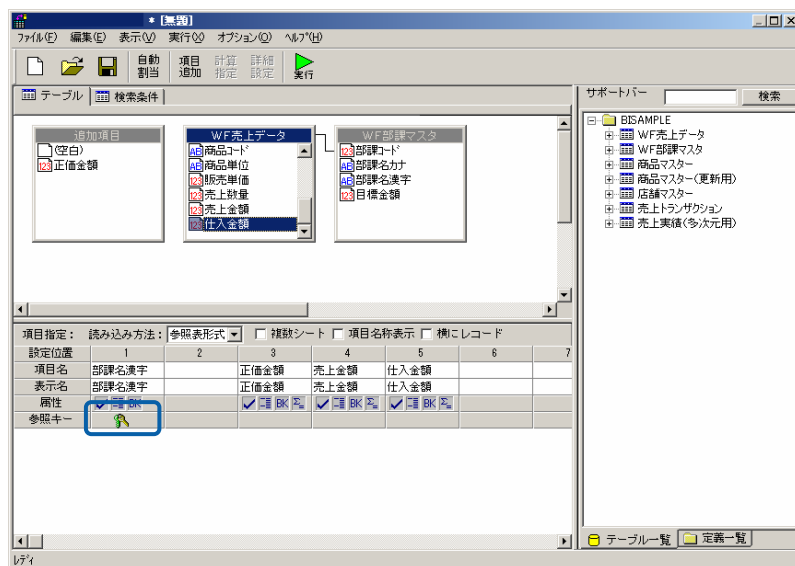 * [無題]
ファイル(F) 編集(E) 表示(V) 実行(X) オプション(O) ヘルプ(H)
自動割当 項目追加 計算指定 詳細設定 実行
テーブル 検索条件
サポートバー 検索
追加項目
(空白)
正価金額
WF売上データ
商品コード
商品単位
販売単価
売上数量
売上金額
仕入金額
WF部課マスタ
部課コード
部課名カナ
部課名漢字
目標金額
BISAMPLE
WF売上データ
WF部課マスタ
商品マスター
商品マスター(更新用)
店舗マスター
売上トランザクション
売上実績(多次元用)
項目指定: 読み込み方法: 参照表形式 複数シート 項目名称表示 横にレコード
設定位置 1 2 3 4 5 6 7
項目名 部課名漢字 正価金額 売上金額 仕入金額
表示名 部課名漢字 正価金額 売上金額 仕入金額
属性 BK BK BK BK
参照キー
テーブル一覧 定義一覧
レディ